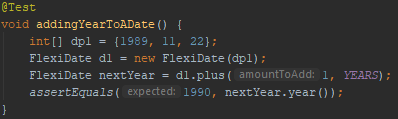 @Test
void addingYearToADate() {
int[] dp1 = {1989, 11, 22};
FlexiDate d1 = new FlexiDate(dp1);
FlexiDate nextYear = d1.plus( amountToAdd: 1, YEARS);
assertEquals( expected: 1990, nextYear.year());
}